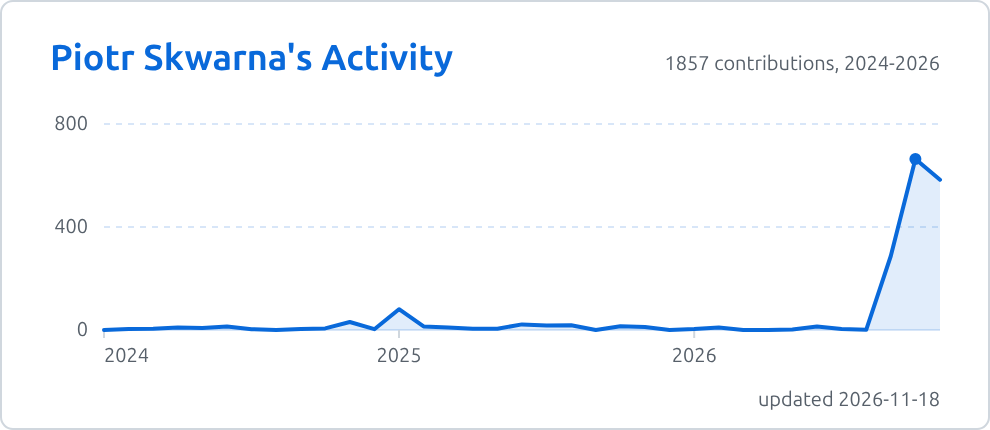 Piotr Skwarna's Activity
1857 contributions, 2024-2026
800
400
0
2024 2025 2026
updated 2026-11-18